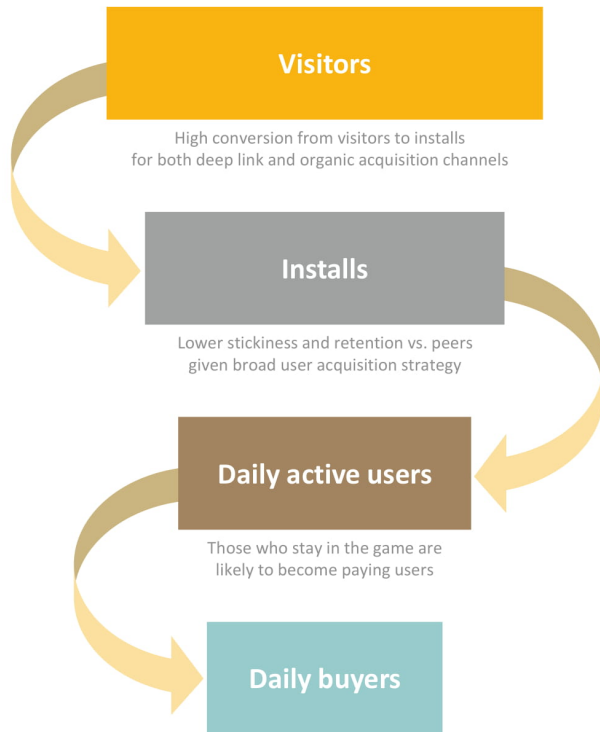 Visitors
High conversion from visitors to installs
for both deep link and organic acquisition channels
Installs
Lower stickiness and retention vs. peers
given broad user acquisition strategy
Daily active users
Those who stay in the game are
likely to become paying users
Daily buyers